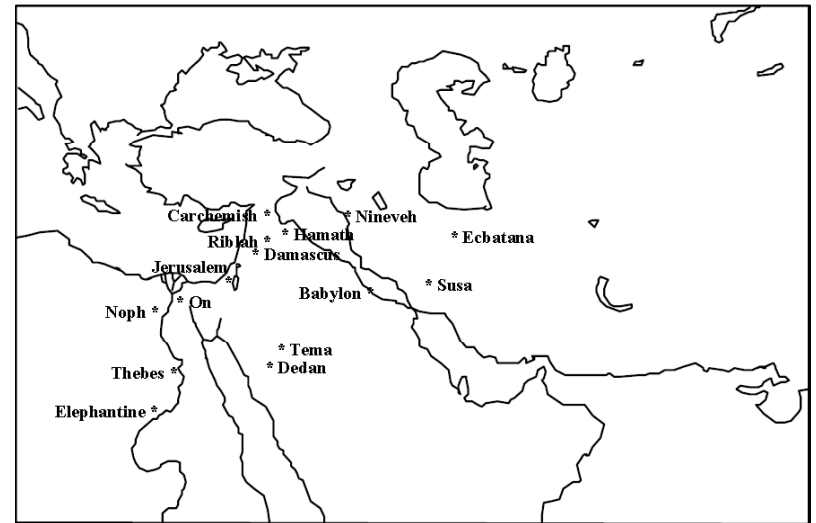 Carchemish * * Nineveh
* Hamath * Ecbatana
Riblah *
* Damascus
Jerusalem *
* Susa
Babylon *
* On
Noph *
* Tema
Thebes * * Dedan
Elephantine *